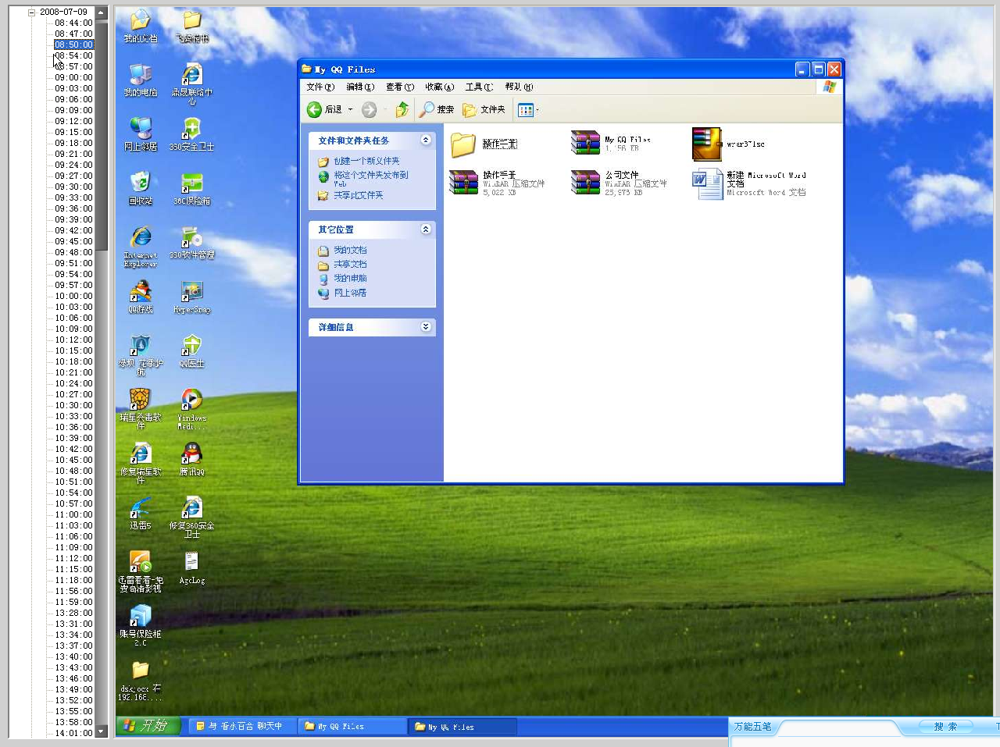 2008-07-09
08:44:00
08:47:00
08:50:00
08:54:00
08:57:00
09:00:00
09:03:00
09:06:00
09:09:00
09:12:00
09:15:00
09:18:00
09:21:00
09:24:00
09:27:00
09:30:00
09:33:00
09:36:00
09:39:00
09:42:00
09:45:00
09:48:00
09:51:00
09:54:00
09:57:00
10:00:00
10:03:00
10:06:00
10:09:00
10:12:00
10:15:00
10:18:00
10:21:00
10:24:00
10:27:00
10:30:00
10:33:00
10:36:00
10:39:00
10:42:00
10:45:00
10:48:00
10:51:00
10:54:00
10:57:00
11:00:00
11:03:00
11:06:00
11:09:00
11:12:00
11:15:00
11:18:00
11:56:00
11:59:00
13:28:00
13:31:00
13:34:00
13:37:00
13:40:00
13:43:00
13:46:00
13:49:00
13:52:00
13:55:00
13:58:00
14:01:00
我的文档
飞鸽传书
我的电脑
鼎晟联络中
心
网上邻居
360安全卫士
回收站
360保险箱
Internet
Explorer
360软件管理
QQ游戏
HyperSnap
绿坝 花季护
航
QQ医生
瑞星杀毒软
件
Windows
Medi...
修复瑞星软
件
腾讯QQ
迅雷5
修复360安全
卫士
迅雷看看-免
费高清影视
AgcLog
账号保险柜
2.0
dskjocx 在
192.168....
My QQ Files
文件(F) 编辑(E) 查看(V) 收藏(A) 工具(T) 帮助(H)
后退 搜索 文件夹
文件和文件夹任务
创建一个新文件夹
将这个文件夹发布到
Web
共享此文件夹
其它位置
我的文档
共享文档
我的电脑
网上邻居
详细信息
操作手册
My QQ Files
1,156 KB
wrar371sc
操作手册
WinRAR 压缩文件
5,022 KB
公司文件
WinRAR 压缩文件
25,973 KB
新建 Microsoft Word
文档
Microsoft Word 文档
开始
与 香水百合 聊天中
My QQ Files
My QQ Files
万能五笔
搜 索